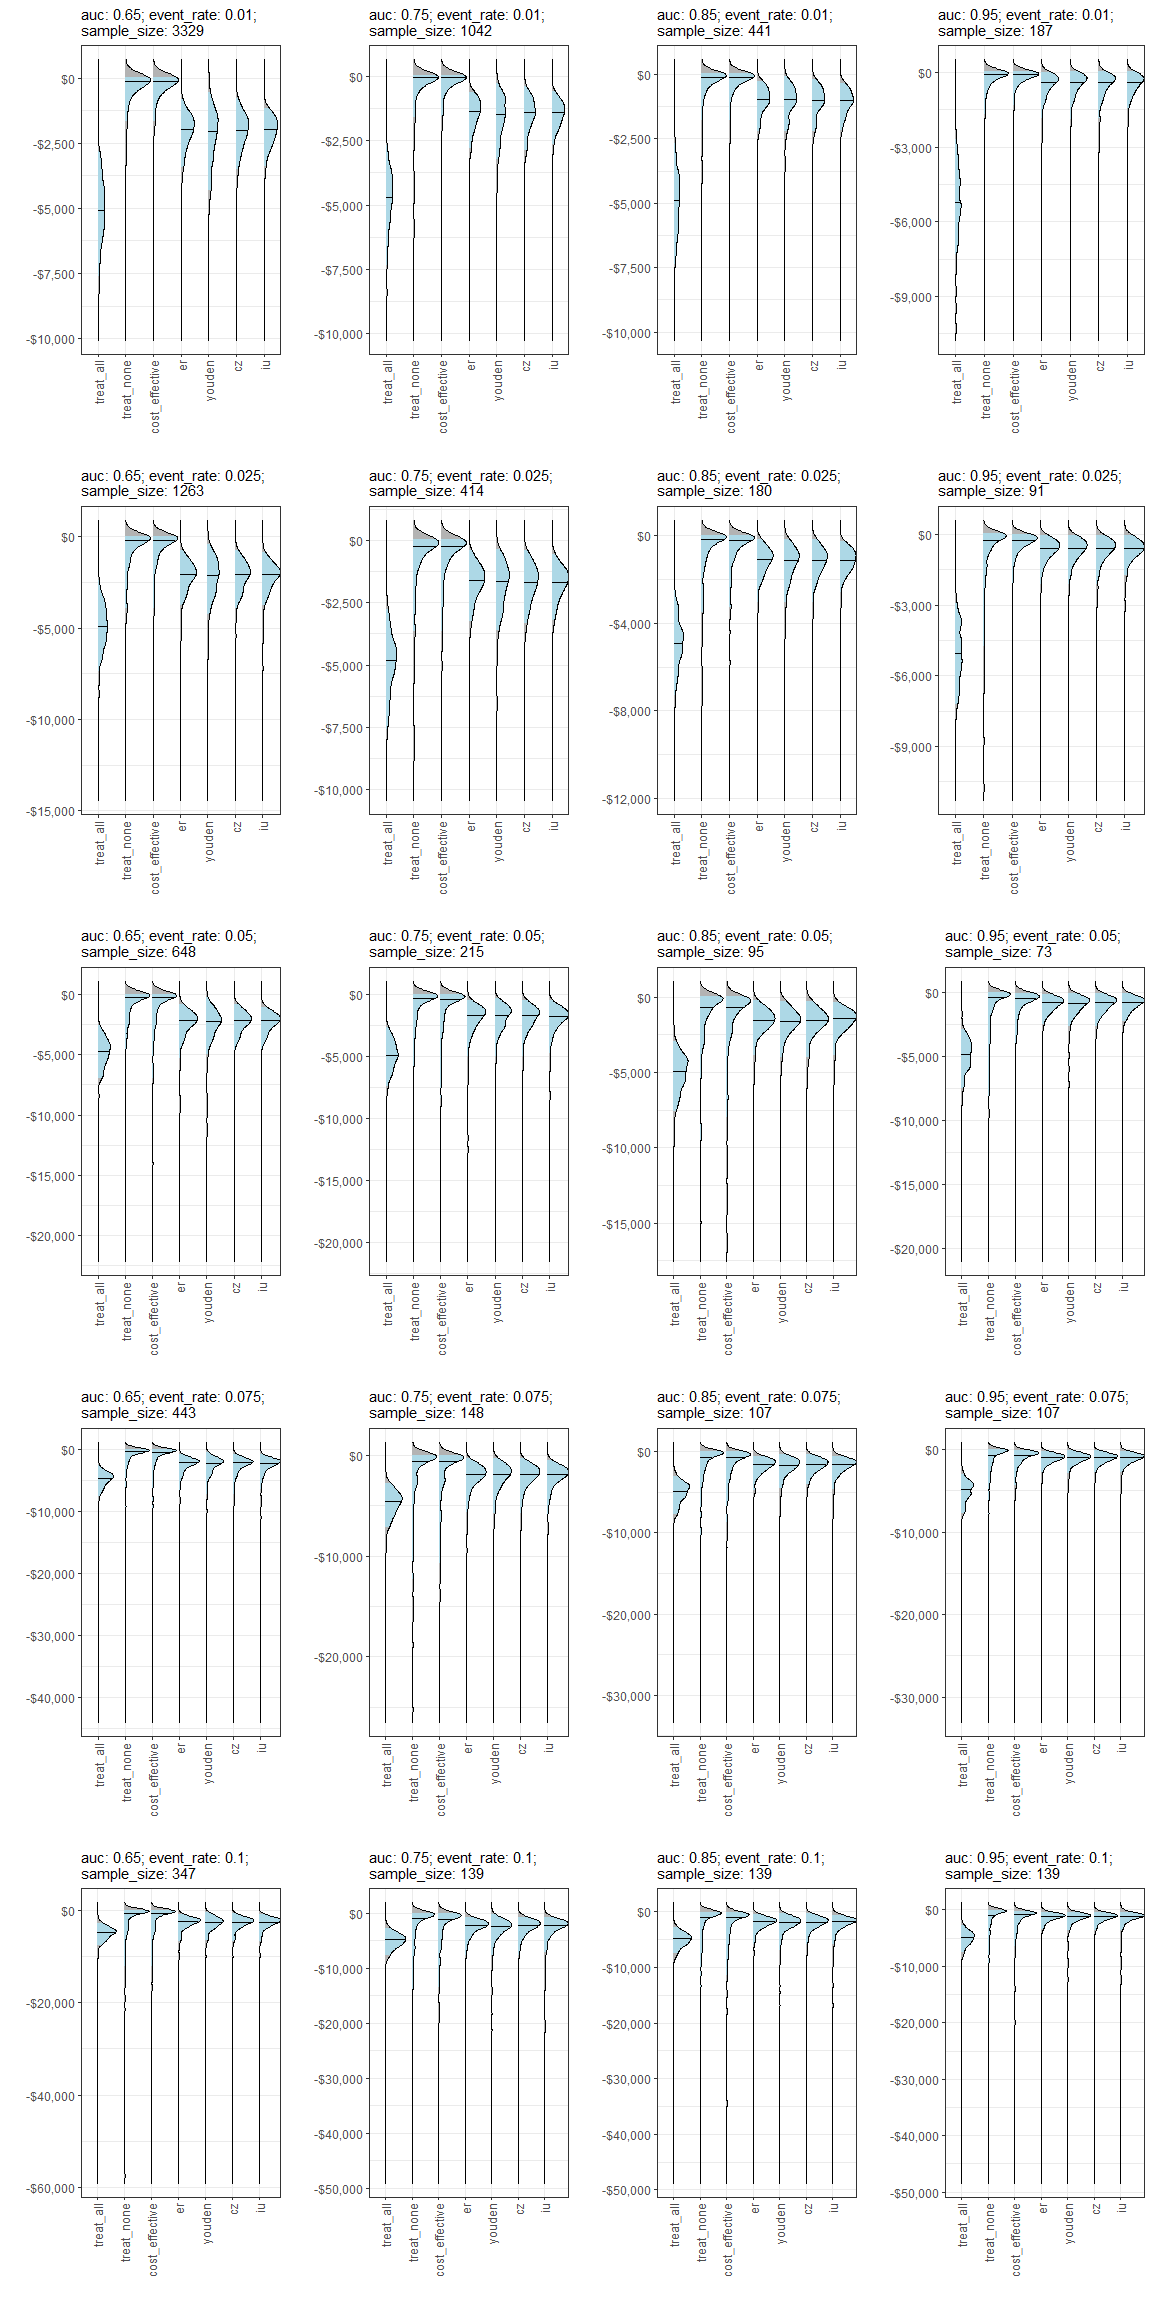 auc: 0.65; event_rate: 0.01;
sample_size: 3329
$0
-$2,500
-$5,000
-$7,500
-$10,000
treat_all
treat_none
cost_effective
er
youden
cz
iu
auc: 0.75; event_rate: 0.01;
sample_size: 1042
$0
-$2,500
-$5,000
-$7,500
-$10,000
treat_all
treat_none
cost_effective
er
youden
cz
iu
auc: 0.85; event_rate: 0.01;
sample_size: 441
$0
-$2,500
-$5,000
-$7,500
-$10,000
treat_all
treat_none
cost_effective
er
youden
cz
iu
auc: 0.95; event_rate: 0.01;
sample_size: 187
$0
-$3,000
-$6,000
-$9,000
treat_all
treat_none
cost_effective
er
youden
cz
iu
auc: 0.65; event_rate: 0.025;
sample_size: 1263
$0
-$5,000
-$10,000
-$15,000
treat_all
treat_none
cost_effective
er
youden
cz
iu
auc: 0.75; event_rate: 0.025;
sample_size: 414
$0
-$2,500
-$5,000
-$7,500
-$10,000
treat_all
treat_none
cost_effective
er
youden
cz
iu
auc: 0.85; event_rate: 0.025;
sample_size: 180
$0
-$4,000
-$8,000
-$12,000
treat_all
treat_none
cost_effective
er
youden
cz
iu
auc: 0.95; event_rate: 0.025;
sample_size: 91
$0
-$3,000
-$6,000
-$9,000
treat_all
treat_none
cost_effective
er
youden
cz
iu
auc: 0.65; event_rate: 0.05;
sample_size: 648
$0
-$5,000
-$10,000
-$15,000
-$20,000
treat_all
treat_none
cost_effective
er
youden
cz
iu
auc: 0.75; event_rate: 0.05;
sample_size: 215
$0
-$5,000
-$10,000
-$15,000
-$20,000
treat_all
treat_none
cost_effective
er
youden
cz
iu
auc: 0.85; event_rate: 0.05;
sample_size: 95
$0
-$5,000
-$10,000
-$15,000
treat_all
treat_none
cost_effective
er
youden
cz
iu
auc: 0.95; event_rate: 0.05;
sample_size: 73
$0
-$5,000
-$10,000
-$15,000
-$20,000
treat_all
treat_none
cost_effective
er
youden
cz
iu
auc: 0.65; event_rate: 0.075;
sample_size: 443
$0
-$10,000
-$20,000
-$30,000
-$40,000
treat_all
treat_none
cost_effective
er
youden
cz
iu
auc: 0.75; event_rate: 0.075;
sample_size: 148
$0
-$10,000
-$20,000
treat_all
treat_none
cost_effective
er
youden
cz
iu
auc: 0.85; event_rate: 0.075;
sample_size: 107
$0
-$10,000
-$20,000
-$30,000
treat_all
treat_none
cost_effective
er
youden
cz
iu
auc: 0.95; event_rate: 0.075;
sample_size: 107
$0
-$10,000
-$20,000
-$30,000
treat_all
treat_none
cost_effective
er
youden
cz
iu
auc: 0.65; event_rate: 0.1;
sample_size: 347
$0
-$20,000
-$40,000
-$60,000
treat_all
treat_none
cost_effective
er
youden
cz
iu
auc: 0.75; event_rate: 0.1;
sample_size: 139
$0
-$10,000
-$20,000
-$30,000
-$40,000
-$50,000
treat_all
treat_none
cost_effective
er
youden
cz
iu
auc: 0.85; event_rate: 0.1;
sample_size: 139
$0
-$10,000
-$20,000
-$30,000
-$40,000
-$50,000
treat_all
treat_none
cost_effective
er
youden
cz
iu
auc: 0.95; event_rate: 0.1;
sample_size: 139
$0
-$10,000
-$20,000
-$30,000
-$40,000
-$50,000
treat_all
treat_none
cost_effective
er
youden
cz
iu